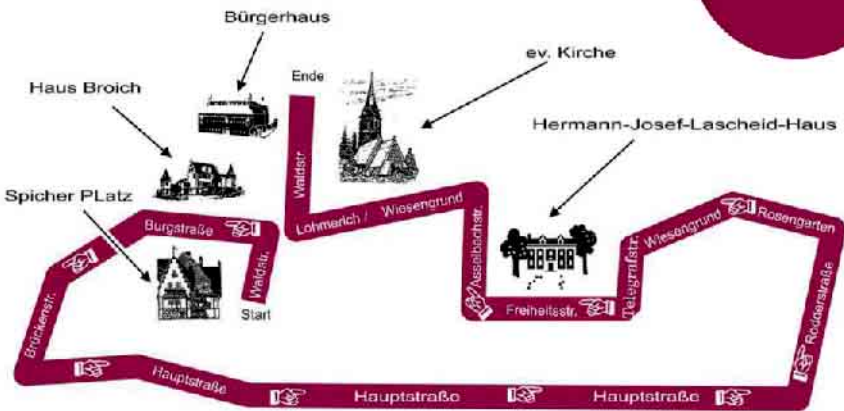 Bürgerhaus
ev. Kirche
Ende
Haus Broich
Hermann-Josef-Lascheid-Haus
Spicher PLatz
Waldstr.
Lohmerich / Wiesengrund
Burgstraße
Waldstr.
Start
Asselbachstr.
Freiheitsstr.
Telegrafstr.
Wiesengrund
Rosengarten
Rodderstraße
Brückenstr.
Hauptstraße
Hauptstraße
Hauptstraße